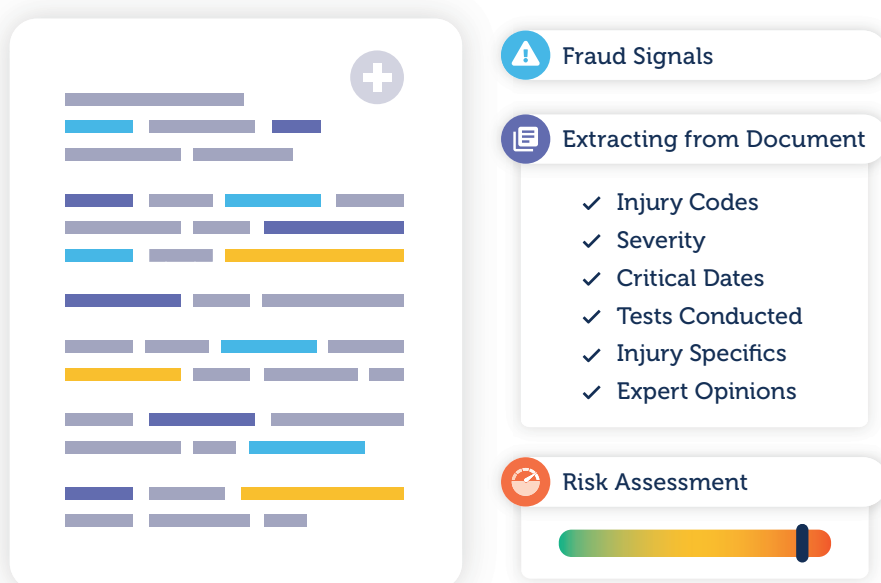 Fraud Signals
Extracting from Document
Injury Codes
Severity
Critical Dates
Tests Conducted
Injury Specifics
Expert Opinions
Risk Assessment